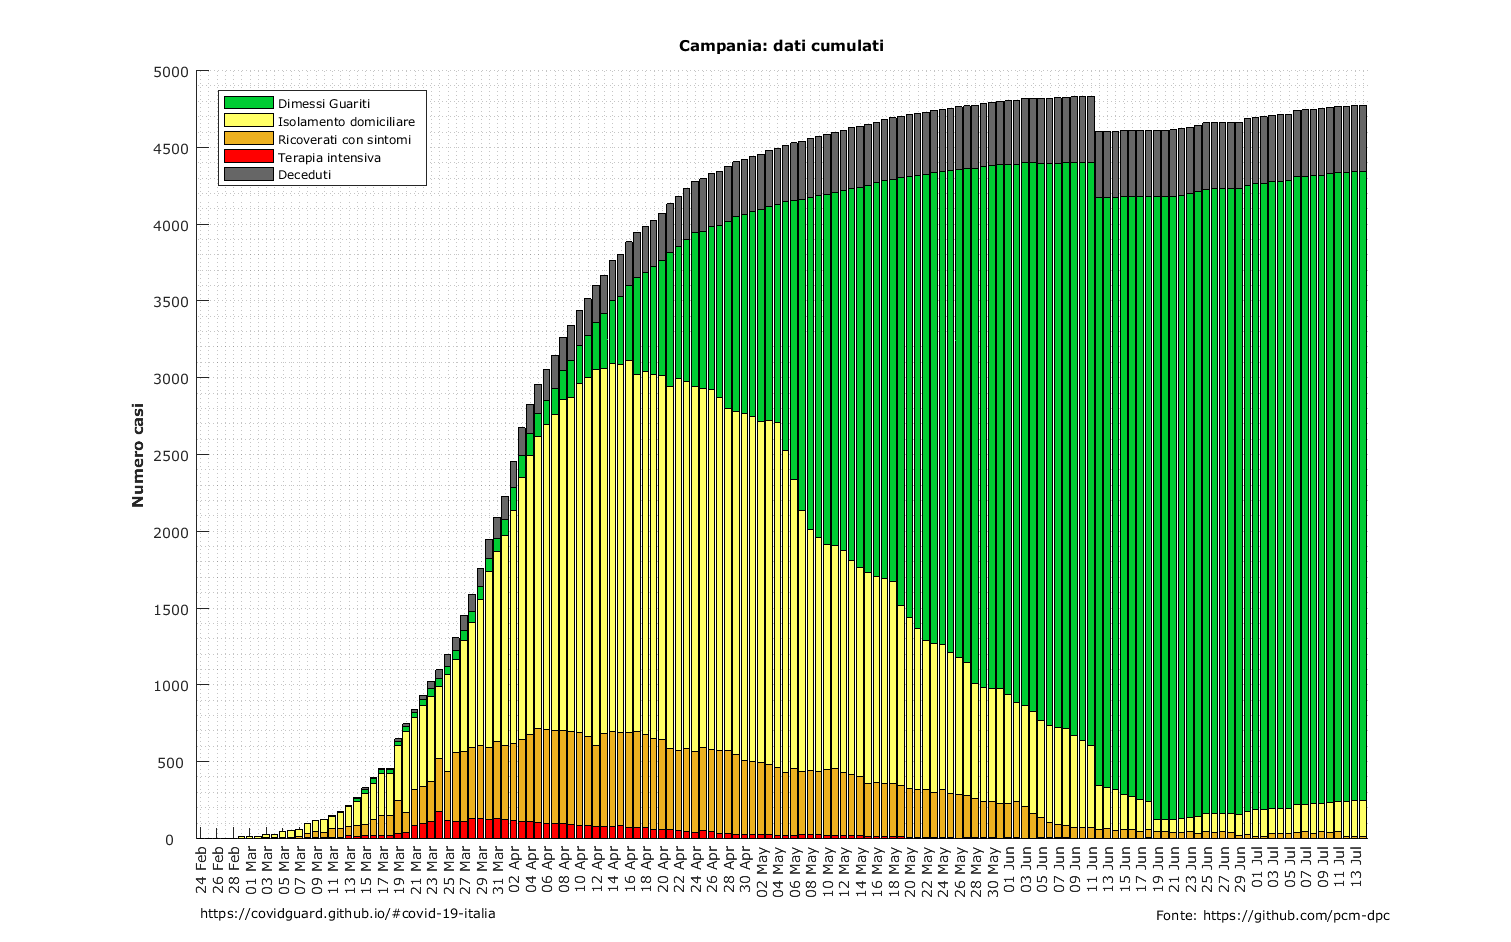 Campania: dati cumulati
5000
4500
4000
3500
3000
2500
2000
1500
1000
500
0
Numero casi
Dimessi Guariti
Isolamento domiciliare
Ricoverati con sintomi
Terapia intensiva
Deceduti
24 Feb
26 Feb
28 Feb
01 Mar
03 Mar
05 Mar
07 Mar
09 Mar
11 Mar
13 Mar
15 Mar
17 Mar
19 Mar
21 Mar
23 Mar
25 Mar
27 Mar
29 Mar
31 Mar
02 Apr
04 Apr
06 Apr
08 Apr
10 Apr
12 Apr
14 Apr
16 Apr
18 Apr
20 Apr
22 Apr
24 Apr
26 Apr
28 Apr
30 Apr
02 May
04 May
06 May
08 May
10 May
12 May
14 May
16 May
18 May
20 May
22 May
24 May
26 May
28 May
30 May
01 Jun
03 Jun
05 Jun
07 Jun
09 Jun
11 Jun
13 Jun
15 Jun
17 Jun
19 Jun
21 Jun
23 Jun
25 Jun
27 Jun
29 Jun
01 Jul
03 Jul
05 Jul
07 Jul
09 Jul
11 Jul
13 Jul
https://covidguard.github.io/#covid-19-italia
Fonte: https://github.com/pcm-dpc